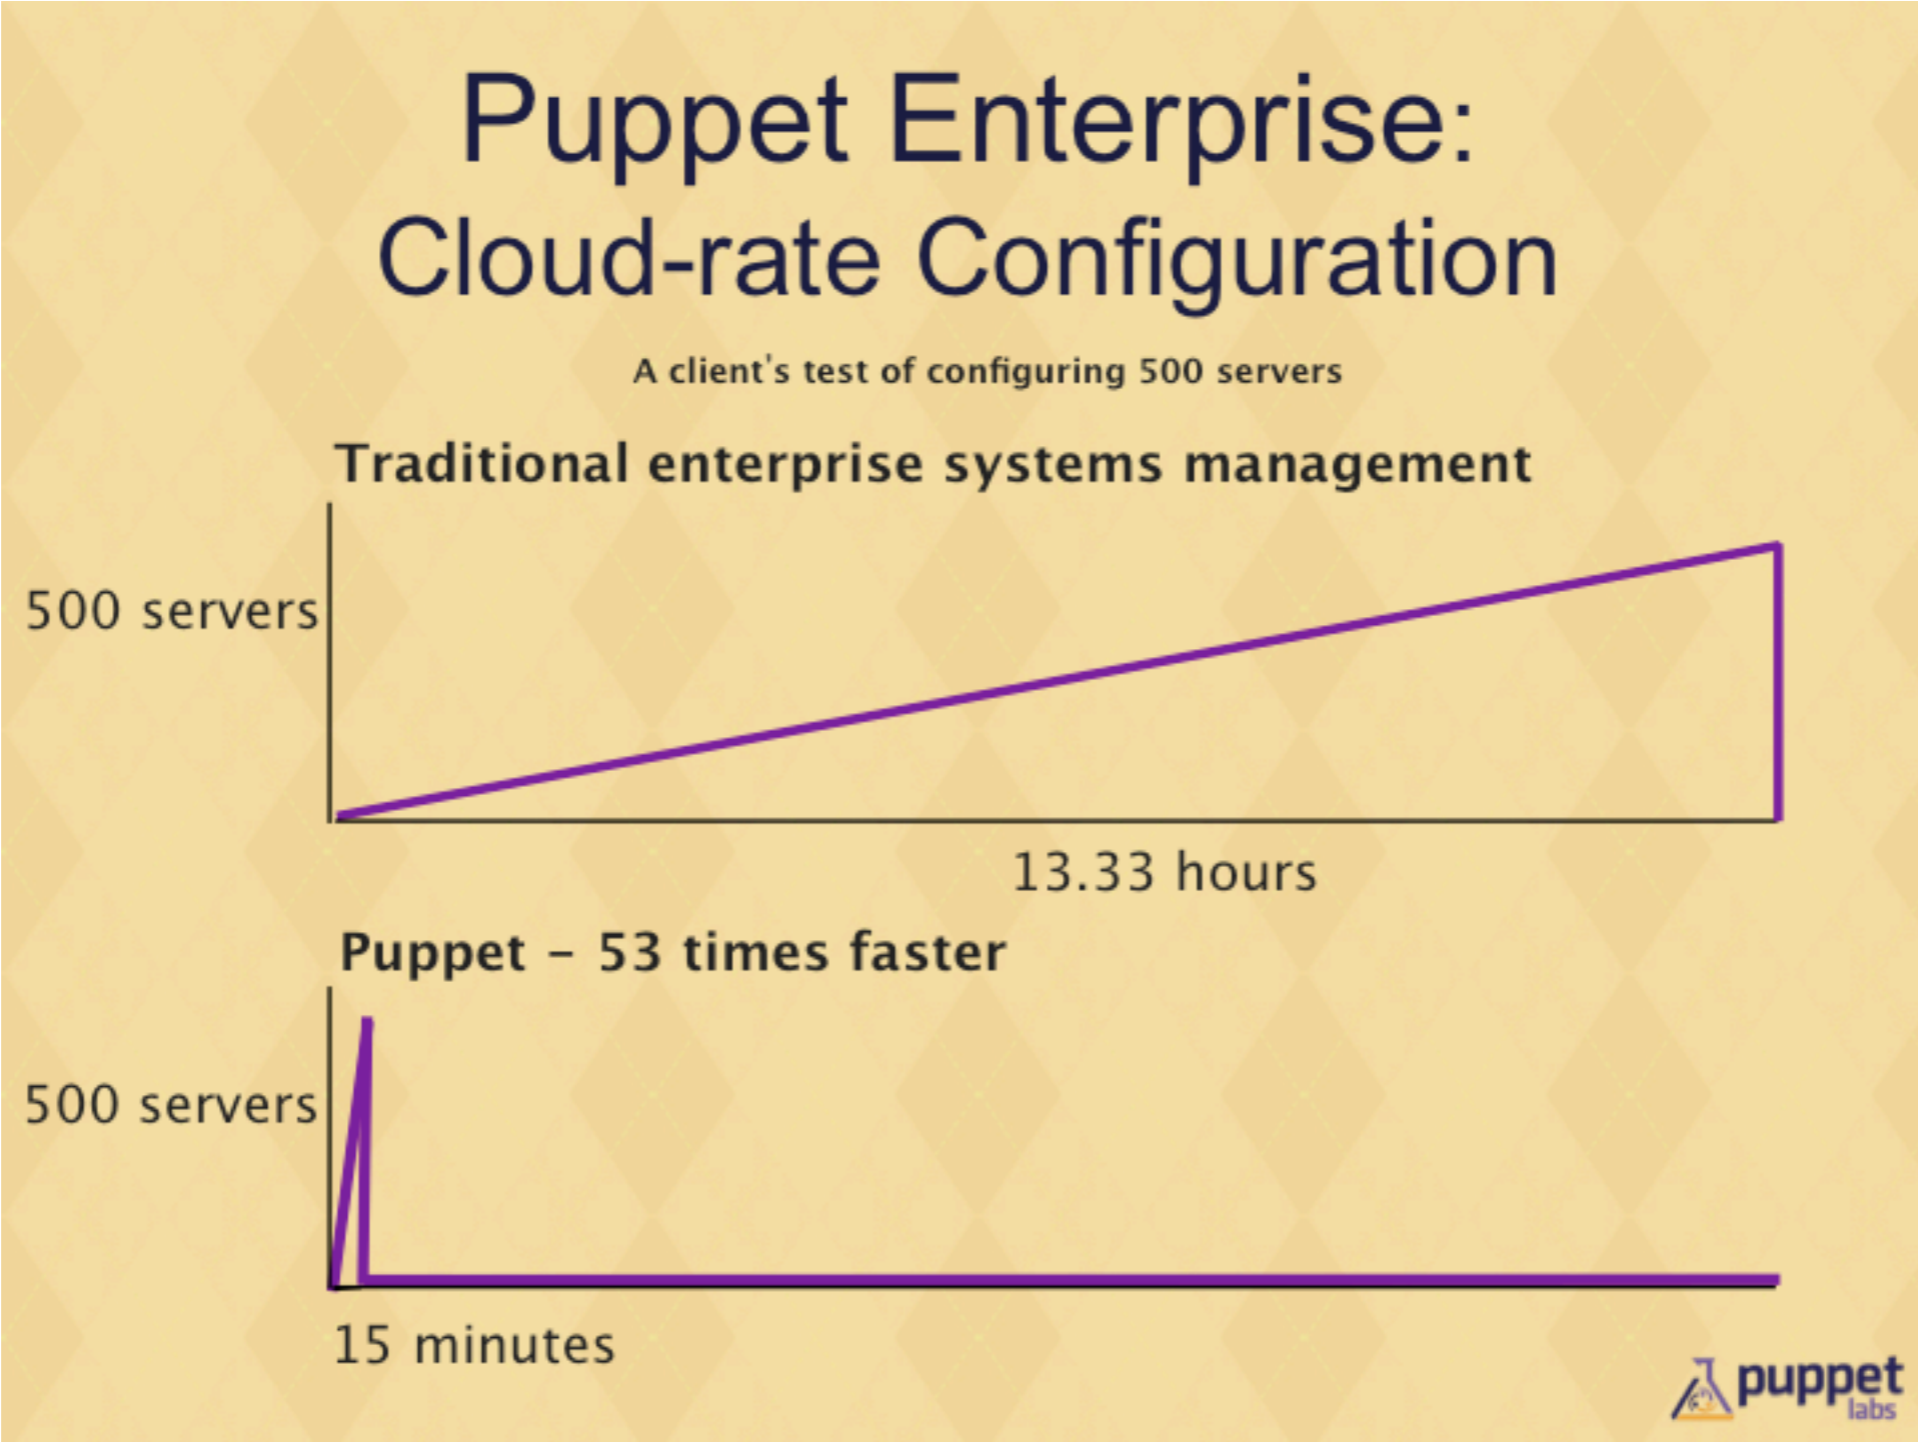 Puppet Enterprise:
Cloud-rate Configuration
A client's test of configuring 500 servers
Traditional enterprise systems management
500 servers
13.33 hours
Puppet – 53 times faster
500 servers
15 minutes
puppet
labs